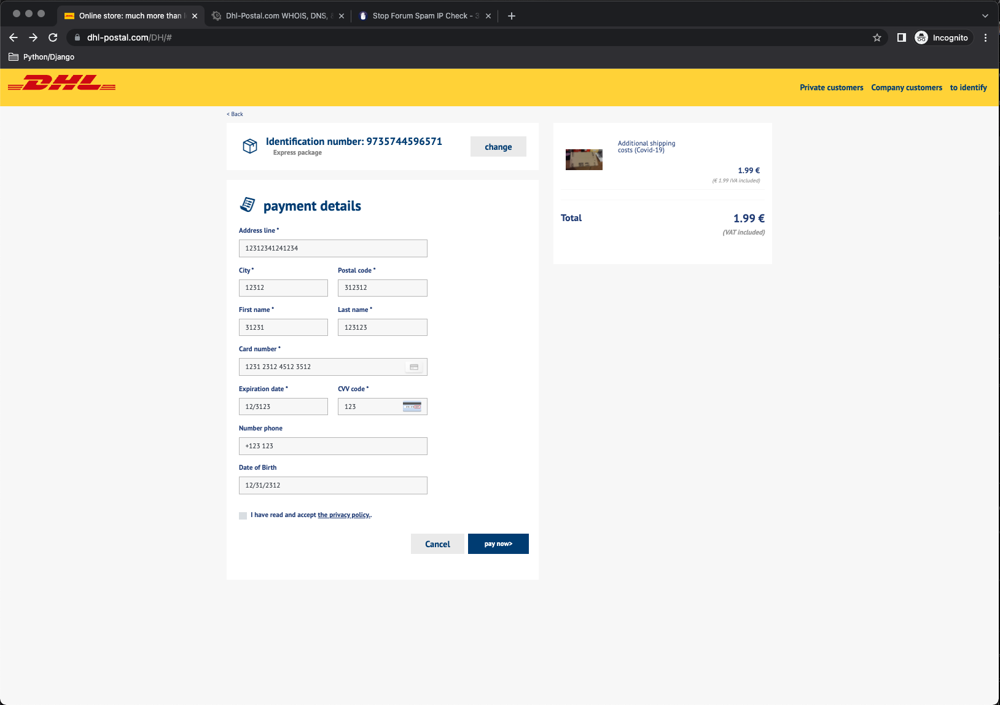 Online store: much more than
Dhl-Postal.com WHOIS, DNS,
Stop Forum Spam IP Check - 3
dhl-postal.com/DH/#
Incognito
Python/Django
DHL
Private customers
Company customers
to identify
< Back
Identification number: 9735744596571
Express package
change
payment details
Address line *
12312341241234
City *
Postal code *
12312
312312
First name *
Last name *
31231
123123
Card number *
1231 2312 4512 3512
Expiration date *
CVV code *
12/3123
123
Number phone
+123 123
Date of Birth
12/31/2312
I have read and accept the privacy policy..
Cancel
pay now>
Additional shipping
costs (Covid-19)
1.99 €
(€ 1.99 IVA included)
Total
1.99 €
(VAT included)